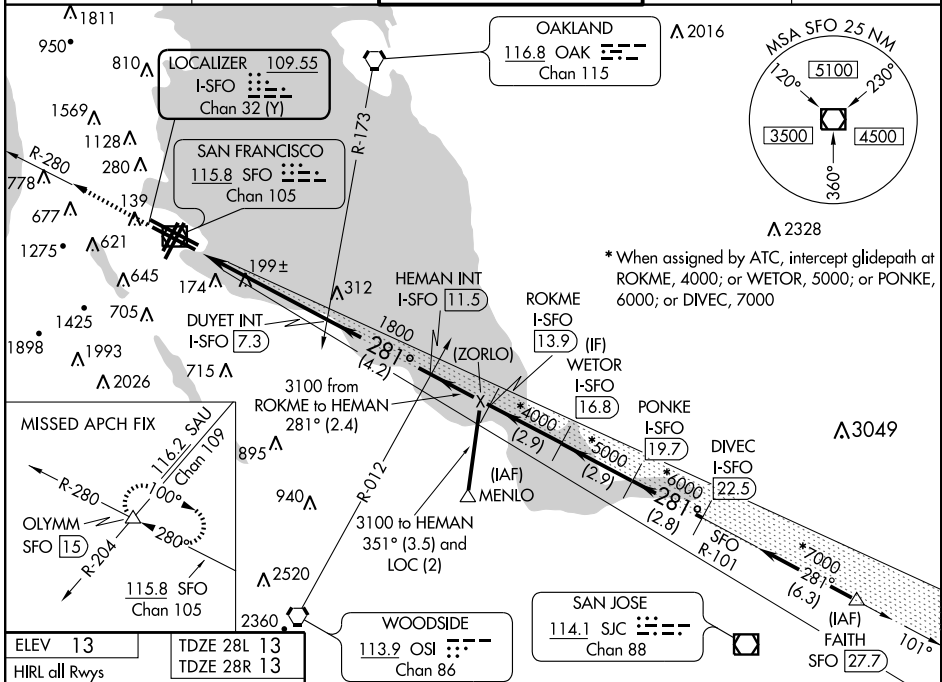 1811
950
810
1569
1128
280
R-280
778
139
677
1275
621
645
174
199±
705
1425
1898
1993
2026
715
312
895
940
2520
2360
2016
2328
3049
LOCALIZER 109.55
I-SFO
Chan 32 (Y)
SAN FRANCISCO
115.8 SFO
Chan 105
OAKLAND
116.8 OAK
Chan 115
R-173
MSA SFO 25 NM
120°
5100
230°
3500
4500
360°
* When assigned by ATC, intercept glidepath at
ROKME, 4000; or WETOR, 5000; or PONKE,
6000; or DIVEC, 7000
HEMAN INT
I-SFO 11.5
ROKME
I-SFO
13.9 (IF)
WETOR
I-SFO
16.8
PONKE
I-SFO
19.7
DIVEC
I-SFO
22.5
DUYET INT
I-SFO 7.3
1800
281°
(4.2)
(ZORLO)
X
3100 from
ROKME to HEMAN
281° (2.4)
*4000
(2.9)
*5000
(2.9)
*6000
281°
(2.8)
SFO
R-101
*7000
281°
(6.3)
(IAF)
FAITH
SFO 27.7
101°
(IAF)
MENLO
3100 to HEMAN
351° (3.5) and
LOC (2)
R-012
MISSED APCH FIX
116.2 SAU
Chan 109
R-280
100°
OLYMM
SFO 15
280°
R-204
115.8 SFO
Chan 105
WOODSIDE
113.9 OSI
Chan 86
SAN JOSE
114.1 SJC
Chan 88
ELEV 13
TDZE 28L 13
TDZE 28R 13
HIRL all Rwys